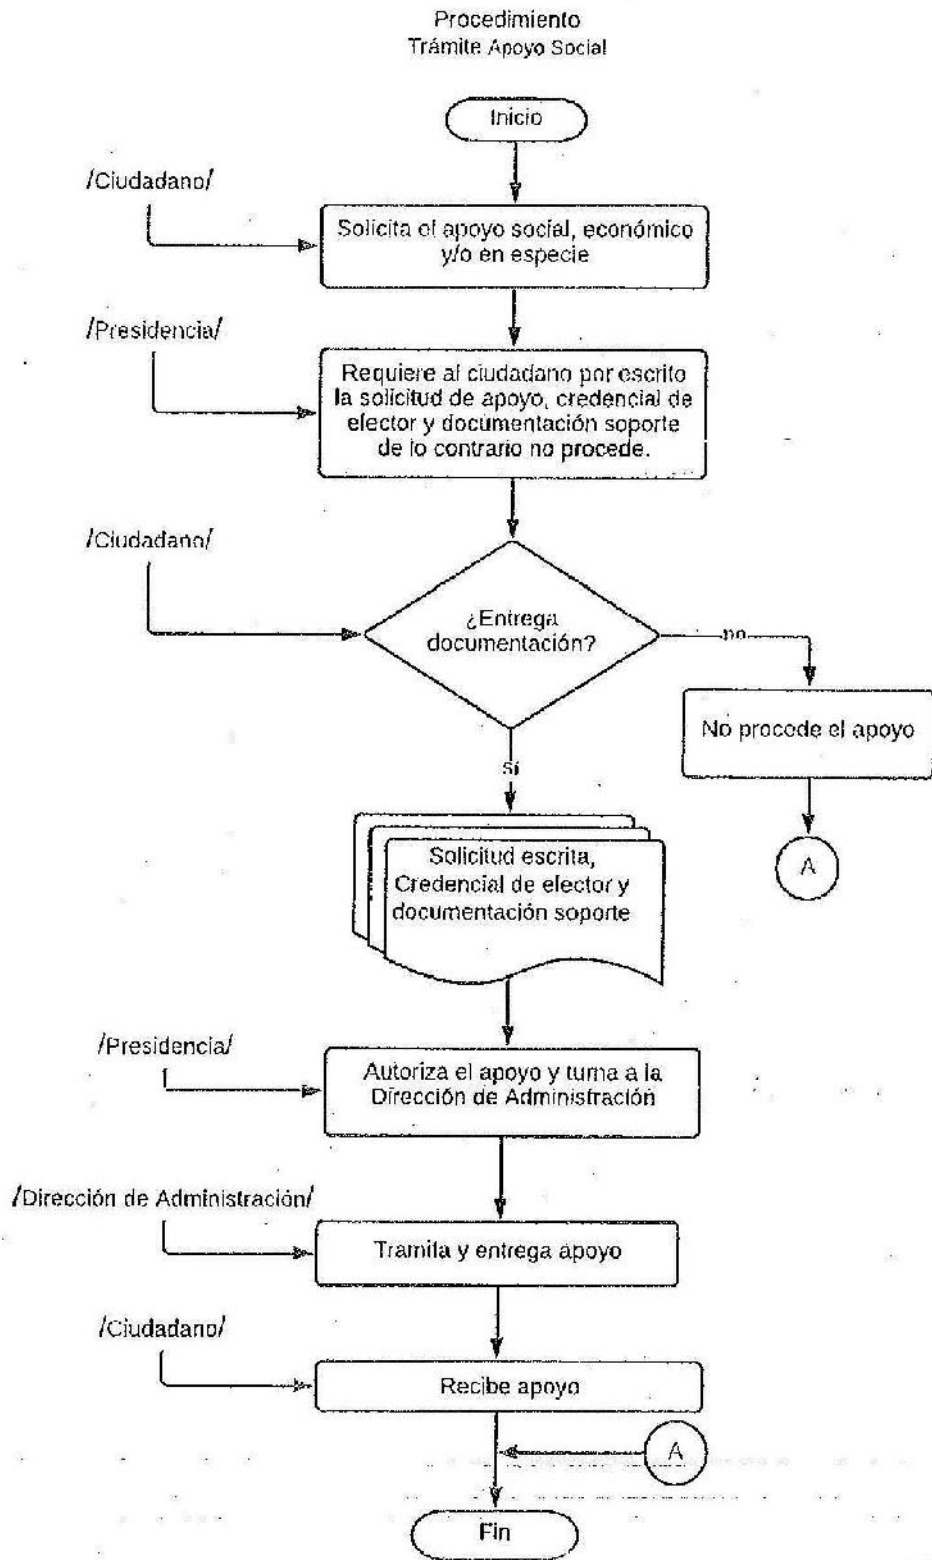 Procedimiento
Trámite Apoyo Social
Inicio
/Ciudadano/
Solicita el apoyo social, económico
y/o en especie
/Presidencia/
Requiere al ciudadano por escrito
la solicitud de apoyo, credencial de
elector y documentación soporte
de lo contrario no procede.
/Ciudadano/
¿Entrega
documentación?
no
No procede el apoyo
A
sí
Solicitud escrita,
Credencial de elector y
documentación soporte
/Presidencia/
Autoriza el apoyo y turna a la
Dirección de Administración
/Dirección de Administración/
Tramita y entrega apoyo
/Ciudadano/
Recibe apoyo
A
Fin